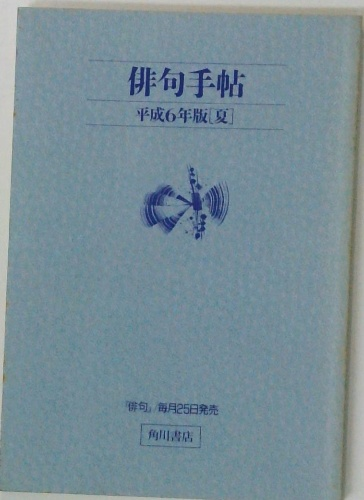 俳句手帖
平成6年版[夏]
『俳句』/毎月25日発売
角川書店